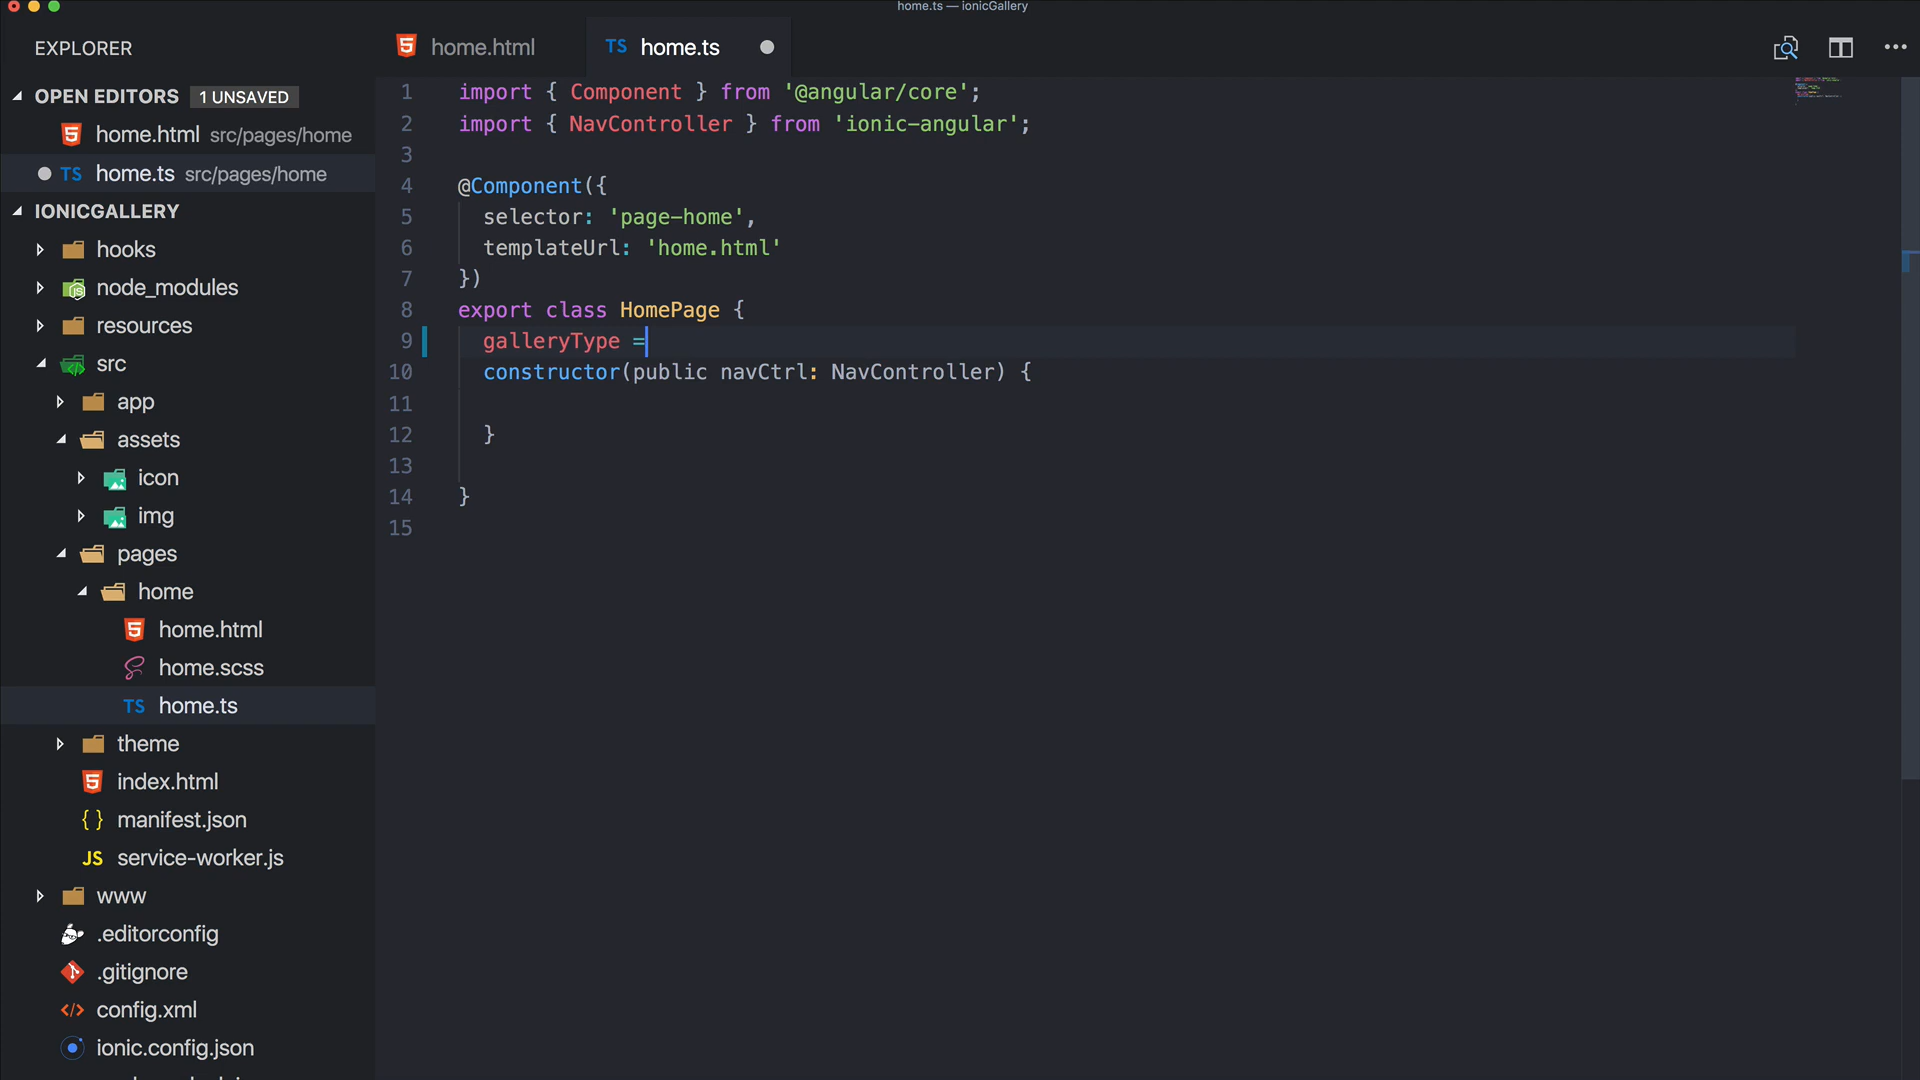 home.ts — ionicGallery
EXPLORER
OPEN EDITORS 1 UNSAVED
home.html src/pages/home
TS home.ts src/pages/home
IONICGALLERY
hooks
node_modules
resources
src
app
assets
icon
img
pages
home
home.html
home.scss
TS home.ts
theme
index.html
{ } manifest.json
JS service-worker.js
www
.editorconfig
.gitignore
</> config.xml
ionic.config.json
home.html
TS home.ts
1 import { Component } from '@angular/core';
2 import { NavController } from 'ionic-angular';
3
4 @Component({
5 selector: 'page-home',
6 templateUrl: 'home.html'
7 })
8 export class HomePage {
9 galleryType =
10 constructor(public navCtrl: NavController) {
11
12 }
13
14 }
15